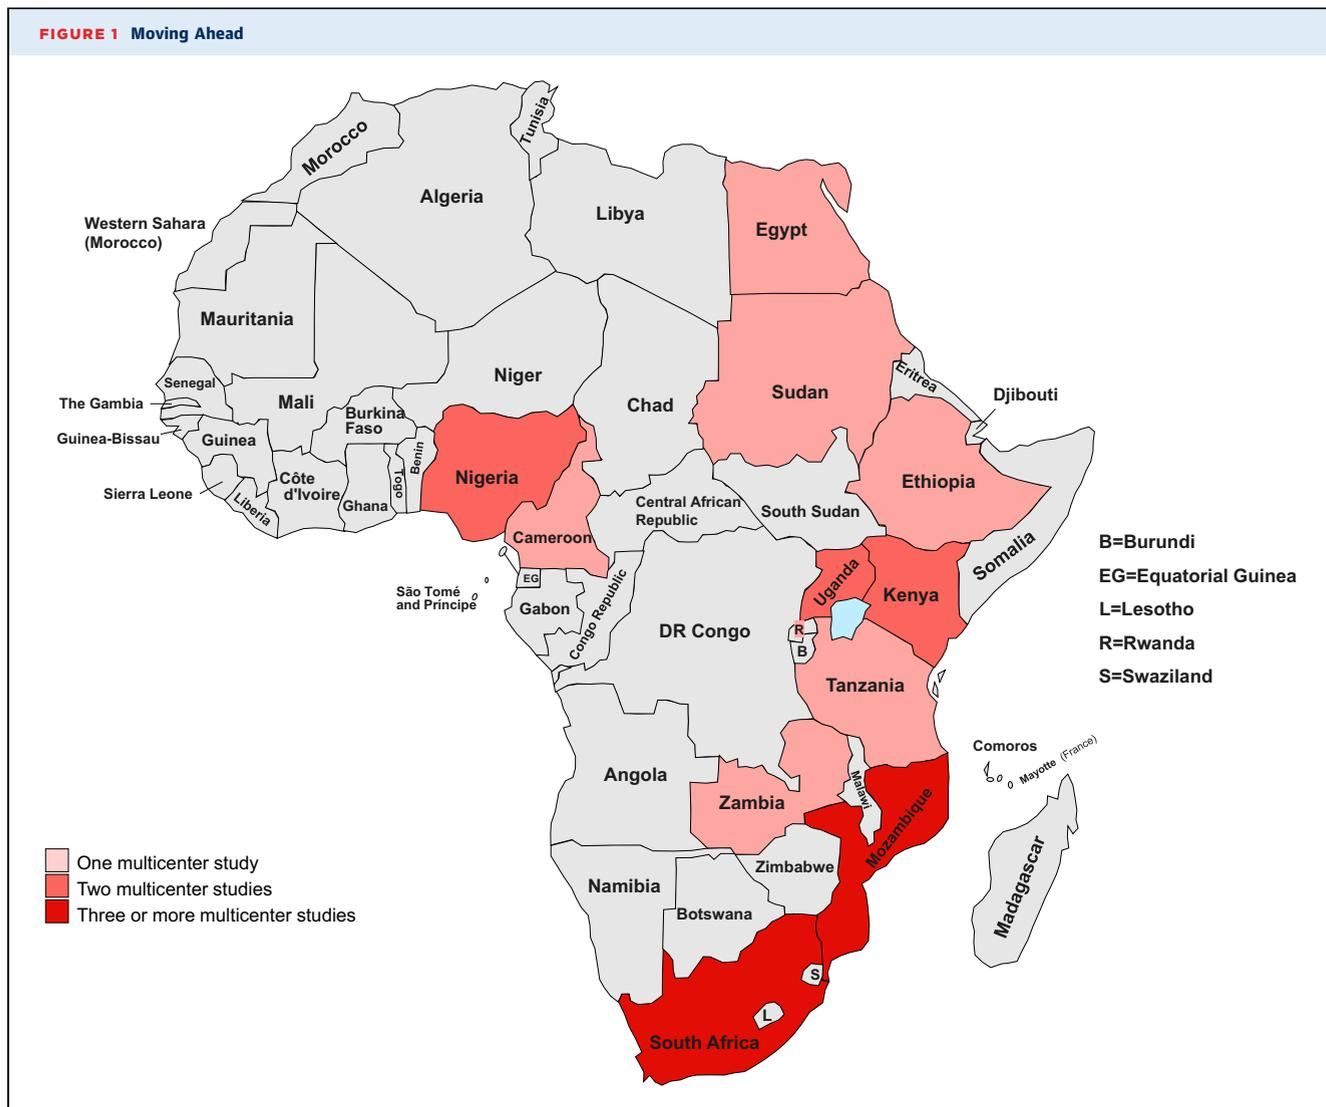 FIGURE 1 Moving Ahead
Morocco
Tunisia
Algeria
Libya
Egypt
Western Sahara
(Morocco)
Mauritania
Mali
Niger
Chad
Sudan
Eritrea
Djibouti
Senegal
The Gambia
Guinea-Bissau
Guinea
Sierra Leone
Liberia
Côte
d'Ivoire
Burkina
Faso
Ghana
Togo
Benin
Nigeria
Cameroon
Central African
Republic
South Sudan
Ethiopia
Somalia
São Tomé
and Príncipe
EG
Gabon
Congo Republic
DR Congo
Uganda
Kenya
R
B
Tanzania
B=Burundi
EG=Equatorial Guinea
L=Lesotho
R=Rwanda
S=Swaziland
Comoros
Mayotte (France)
Angola
Zambia
Malawi
Mozambique
Madagascar
Zimbabwe
Namibia
Botswana
S
L
South Africa
One multicenter study
Two multicenter studies
Three or more multicenter studies